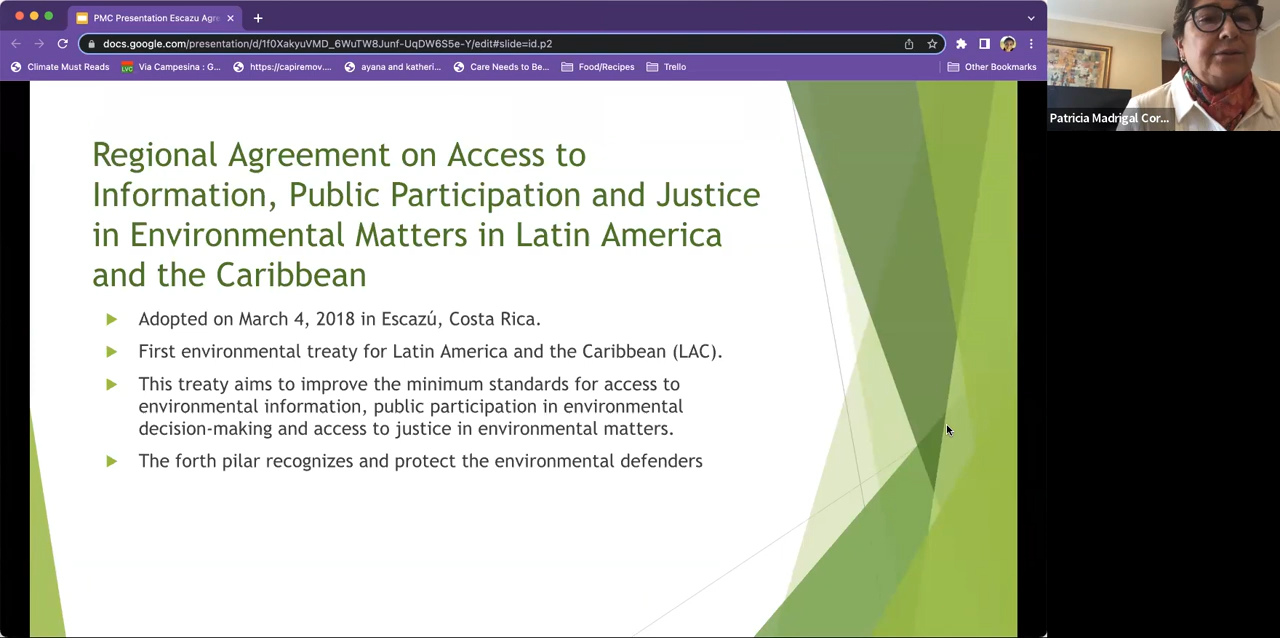 PMC Presentation Escazu Agre
docs.google.com/presentation/d/1f0XakyuVMD_6WuTW8Junf-UqDW6S5e-Y/edit#slide=id.p2
Climate Must Reads
LVC
Via Campesina : G...
https://capiremov....
ayana and katheri...
Care Needs to Be...
Food/Recipes
Trello
Other Bookmarks
Patricia Madrigal Cor...
Regional Agreement on Access to
Information, Public Participation and Justice
in Environmental Matters in Latin America
and the Caribbean
Adopted on March 4, 2018 in Escazú, Costa Rica.
First environmental treaty for Latin America and the Caribbean (LAC).
This treaty aims to improve the minimum standards for access to
environmental information, public participation in environmental
decision-making and access to justice in environmental matters.
The forth pilar recognizes and protect the environmental defenders